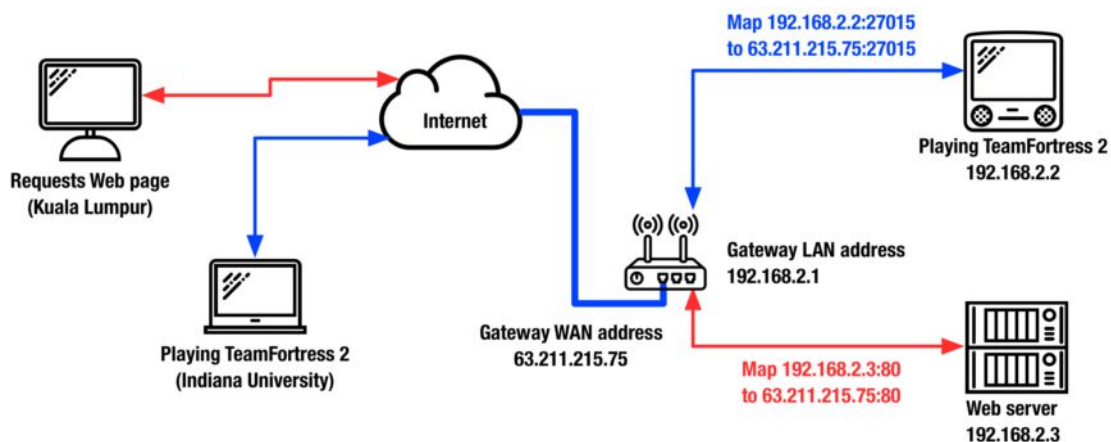 Map 192.168.2.2:27015
to 63.211.215.75:27015
Internet
Requests Web page
(Kuala Lumpur)
Playing TeamFortress 2
192.168.2.2
Gateway LAN address
192.168.2.1
Playing TeamFortress 2
(Indiana University)
Gateway WAN address
63.211.215.75
Map 192.168.2.3:80
to 63.211.215.75:80
Web server
192.168.2.3